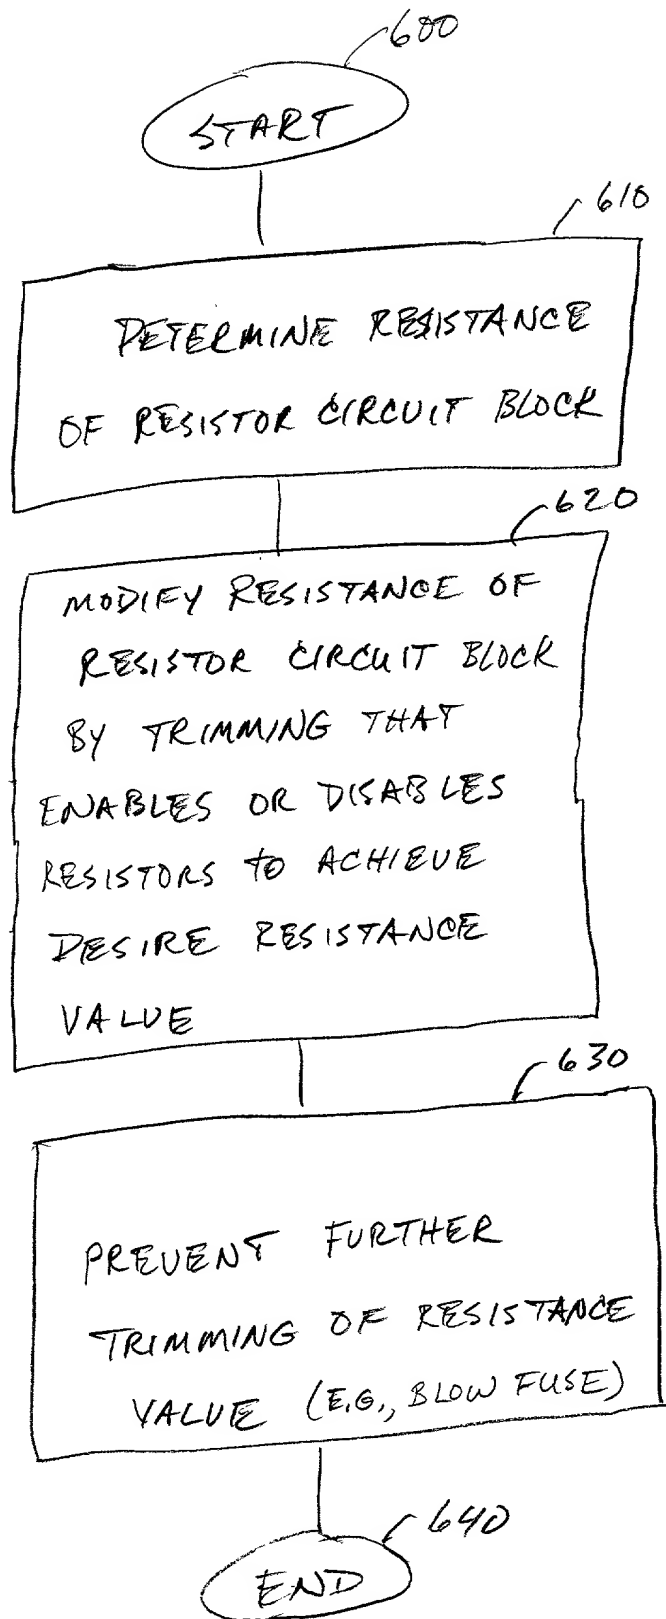 600
START
610
DETERMINE RESISTANCE
OF RESISTOR CIRCUIT BLOCK
620
MODIFY RESISTANCE OF
RESISTOR CIRCUIT BLOCK
BY TRIMMING THAT
ENABLES OR DISABLES
RESISTORS TO ACHIEVE
DESIRE RESISTANCE
VALUE
630
PREVENT FURTHER
TRIMMING OF RESISTANCE
VALUE (E.G., BLOW FUSE)
640
END